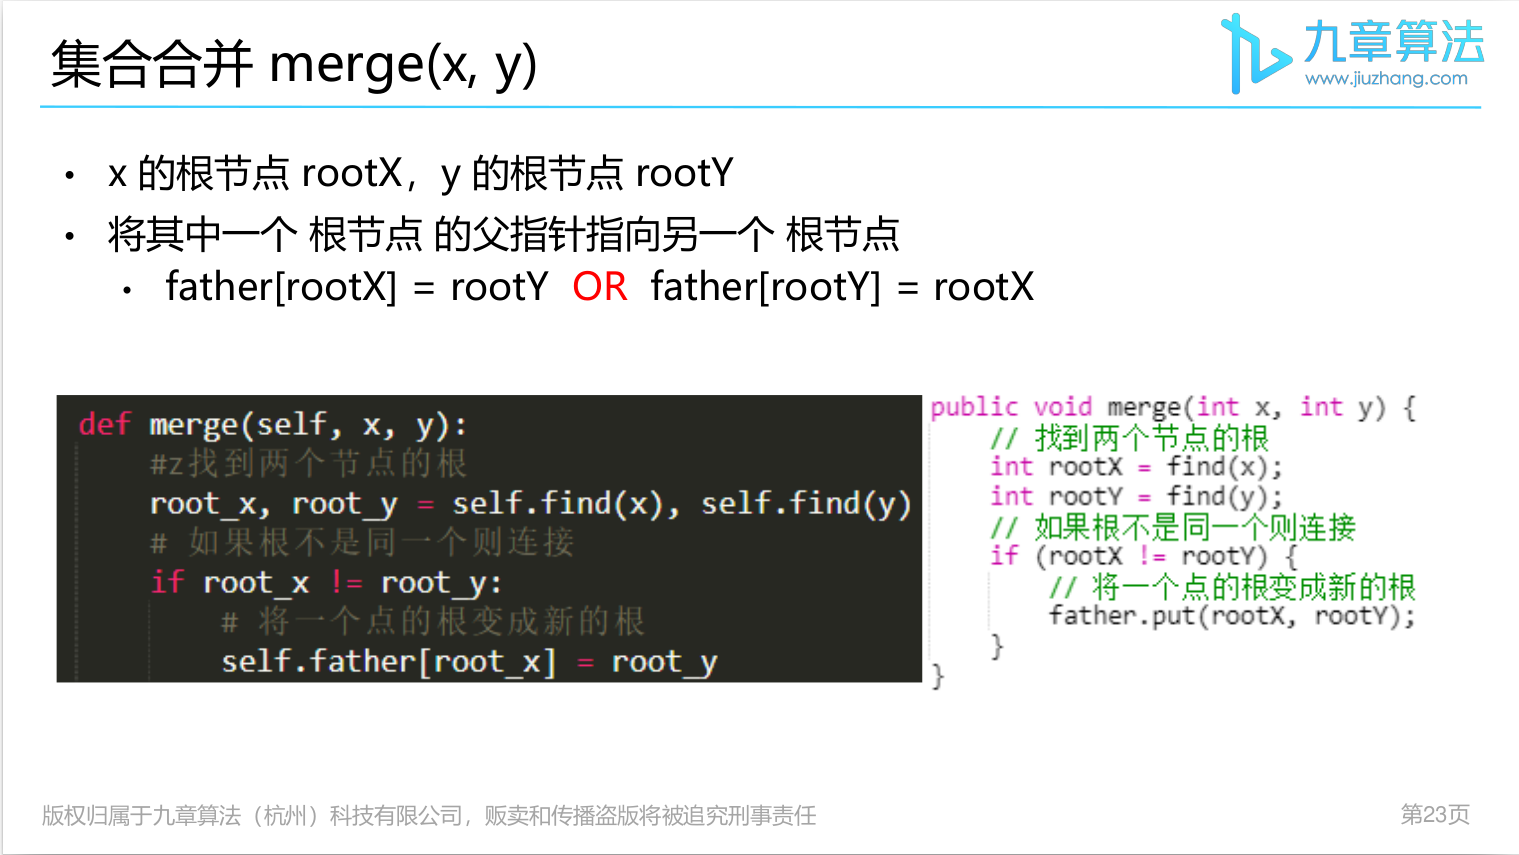 集合合并 merge(x, y)
九章算法
www.jiuzhang.com
• x 的根节点 rootX，y 的根节点 rootY
• 将其中一个 根节点 的父指针指向另一个 根节点
• father[rootX] = rootY OR father[rootY] = rootX
def merge(self, x, y):
#z找到两个节点的根
root_x, root_y = self.find(x), self.find(y)
# 如果根不是同一个则连接
if root_x != root_y:
# 将一个点的根变成新的根
self.father[root_x] = root_y
public void merge(int x, int y) {
// 找到两个节点的根
int rootX = find(x);
int rootY = find(y);
// 如果根不是同一个则连接
if (rootX != rootY) {
// 将一个点的根变成新的根
father.put(rootX, rootY);
}
}
版权归属于九章算法（杭州）科技有限公司，贩卖和传播盗版将被追究刑事责任
第23页